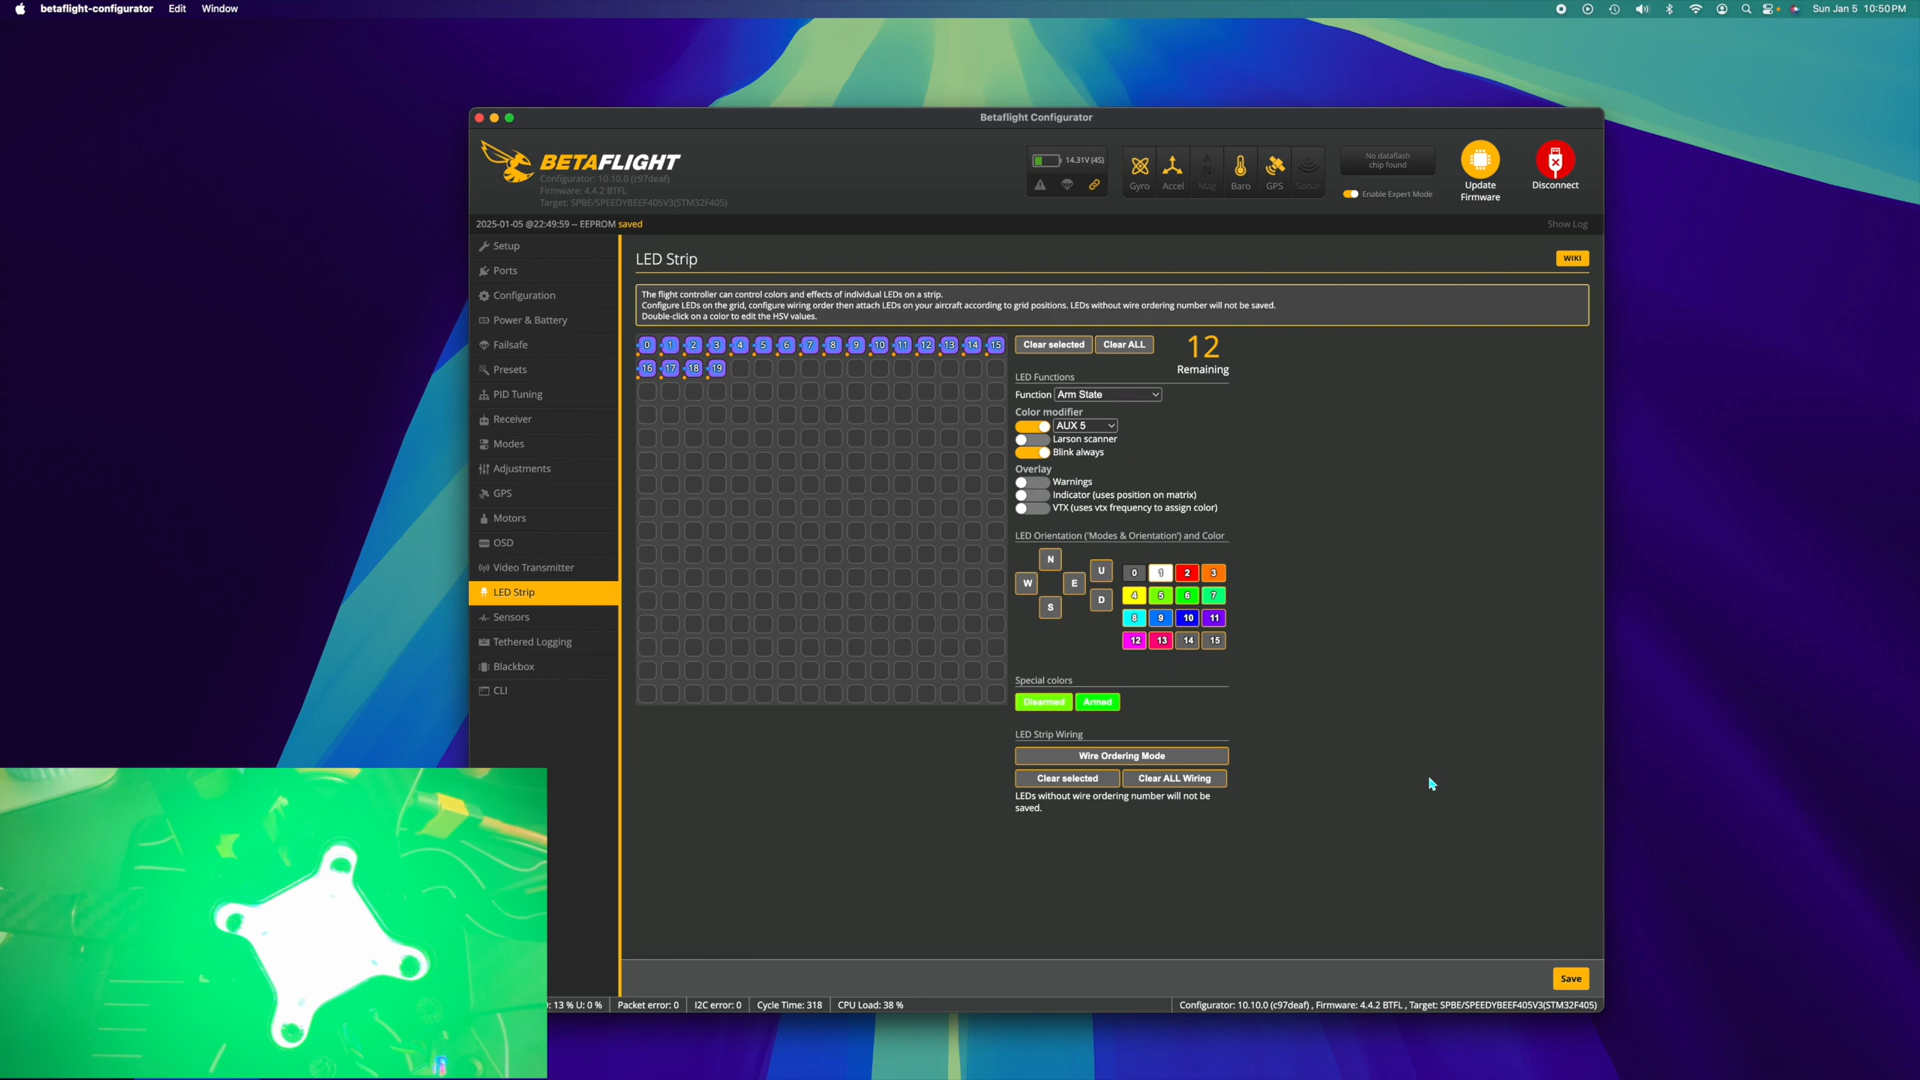 betaflight-configurator Edit Window Sun Jan 5 10:50 PM
Betaflight Configurator
BETAFLIGHT
Configurator: 10.10.0 (c97deaf)
Firmware: 4.4.2 BTFL
Target: SPBE/SPEEDYBEEF405V3(STM32F405)
14.31V (4S)
Gyro Accel Mag Baro GPS Sonar
No dataflash
chip found
Enable Expert Mode
Update
Firmware
Disconnect
2025-01-05 @22:49:59 -- EEPROM saved
Show Log
Setup
Ports
Configuration
Power & Battery
Failsafe
Presets
PID Tuning
Receiver
Modes
Adjustments
GPS
Motors
OSD
Video Transmitter
LED Strip
Sensors
Tethered Logging
Blackbox
CLI
LED Strip
WIKI
The flight controller can control colors and effects of individual LEDs on a strip.
Configure LEDs on the grid, configure wiring order then attach LEDs on your aircraft according to grid positions. LEDs without wire ordering number will not be saved.
Double-click on a color to edit the HSV values.
0 1 2 3 4 5 6 7 8 9 10 11 12 13 14 15
16 17 18 19
Clear selected Clear ALL
12
Remaining
LED Functions
Function Arm State
Color modifier
AUX 5
Larson scanner
Blink always
Overlay
Warnings
Indicator (uses position on matrix)
VTX (uses vtx frequency to assign color)
LED Orientation ('Modes & Orientation') and Color
N
W E
S
U
D
0 1 2 3
4 5 6 7
8 9 10 11
12 13 14 15
Special colors
Disarmed Armed
LED Strip Wiring
Wire Ordering Mode
Clear selected Clear ALL Wiring
LEDs without wire ordering number will not be
saved.
Save
: 13 % U: 0 % Packet error: 0 I2C error: 0 Cycle Time: 318 CPU Load: 38 %
Configurator: 10.10.0 (c97deaf) , Firmware: 4.4.2 BTFL , Target: SPBE/SPEEDYBEEF405V3(STM32F405)